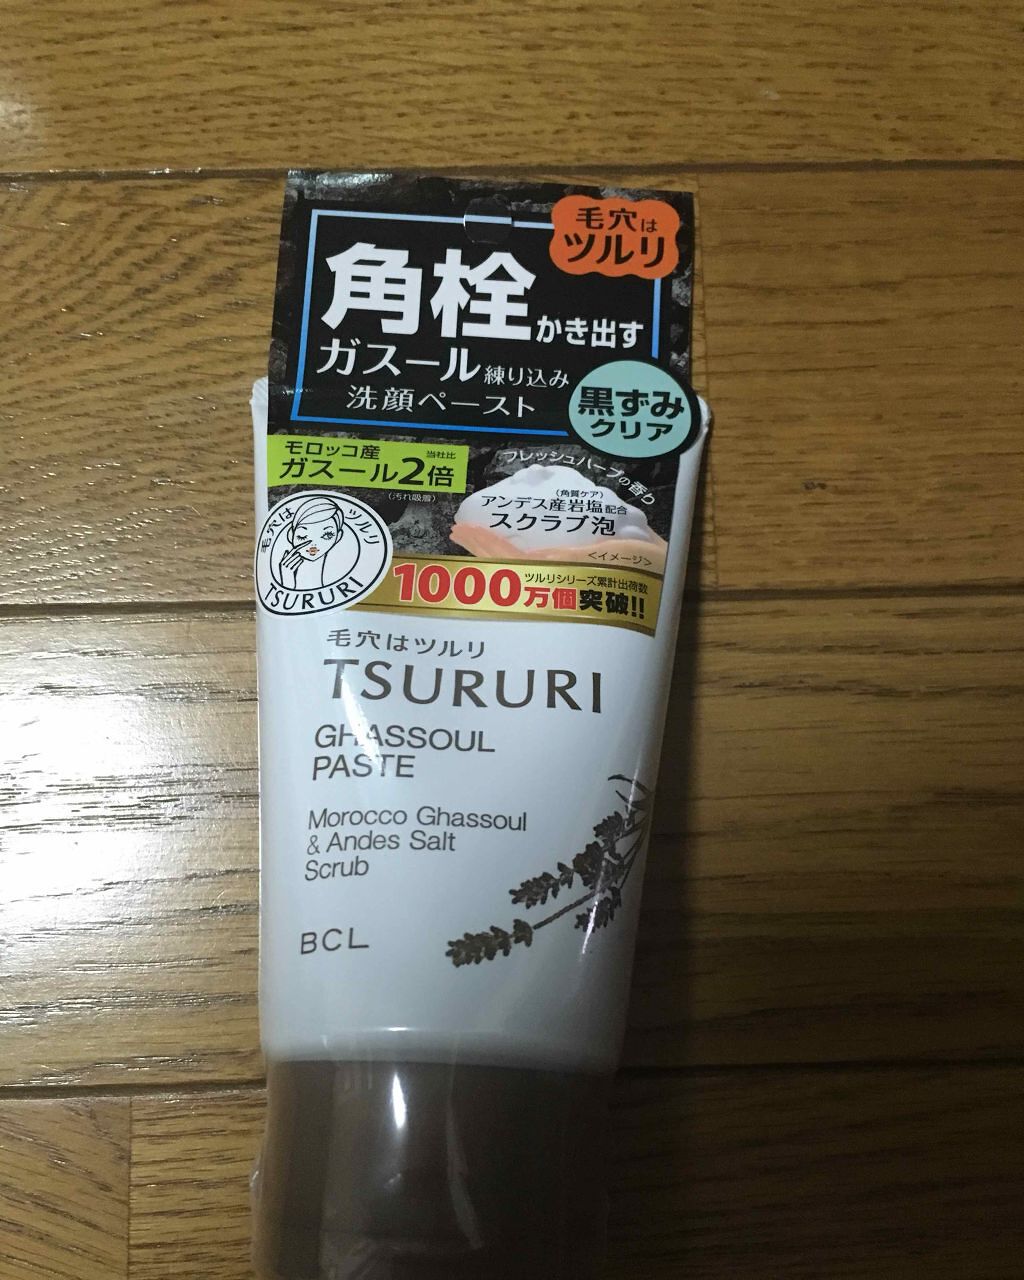 毛穴は
ツルリ
角栓かき出す
ガスール練り込み
洗顔ペースト
黒ずみ
クリア
モロッコ産
ガスール2倍
当社比
(汚れ吸着)
フレッシュハーブの香り
(角質ケア)
アンデス産岩塩配合
スクラブ泡
<イメージ>
毛穴はツルリ
TSURURI
ツルリシリーズ累計出荷数
1000万個突破!!
毛穴はツルリ
TSURURI
GHASSOUL
PASTE
Morocco Ghassoul
& Andes Salt
Scrub
BCL